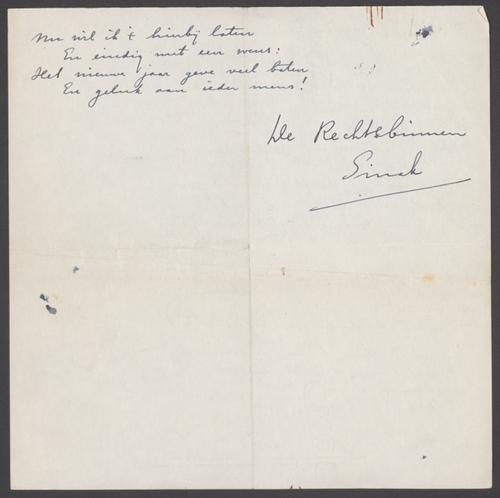 Nu wil ik 't hierbij laten
En eindig met een wens:
Het nieuwe jaar geve veel baten
En geluk aan ieder mens!
De Rechtsbinnen